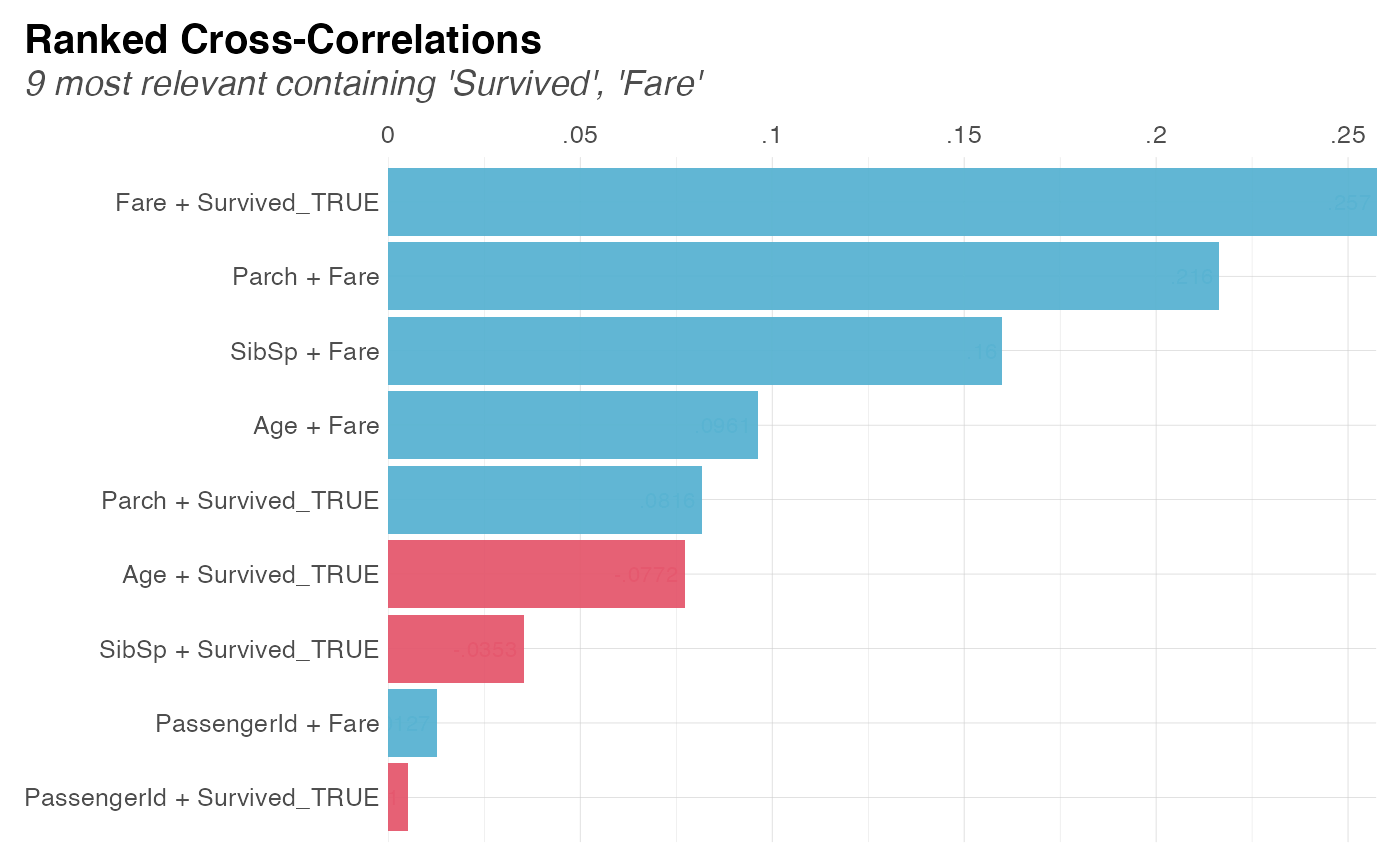 Ranked Cross-Correlations
9 most relevant containing 'Survived', 'Fare'
0 .05 .1 .15 .2 .25
Fare + Survived_TRUE .257
Parch + Fare .216
SibSp + Fare .16
Age + Fare .0961
Parch + Survived_TRUE .0816
Age + Survived_TRUE -.0772
SibSp + Survived_TRUE -.0353
PassengerId + Fare
PassengerId + Survived_TRUE